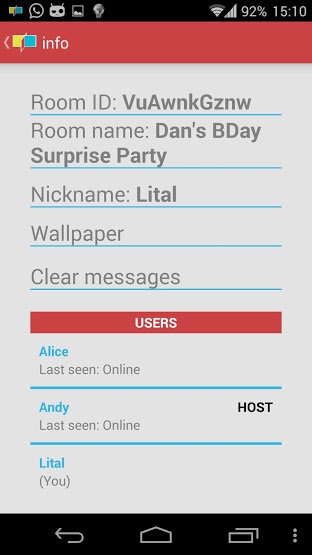 92% 15:10
info
Room ID: VuAwnkGznw
Room name: Dan's BDay
Surprise Party
Nickname: Lital
Wallpaper
Clear messages
USERS
Alice
Last seen: Online
Andy HOST
Last seen: Online
Lital
(You)